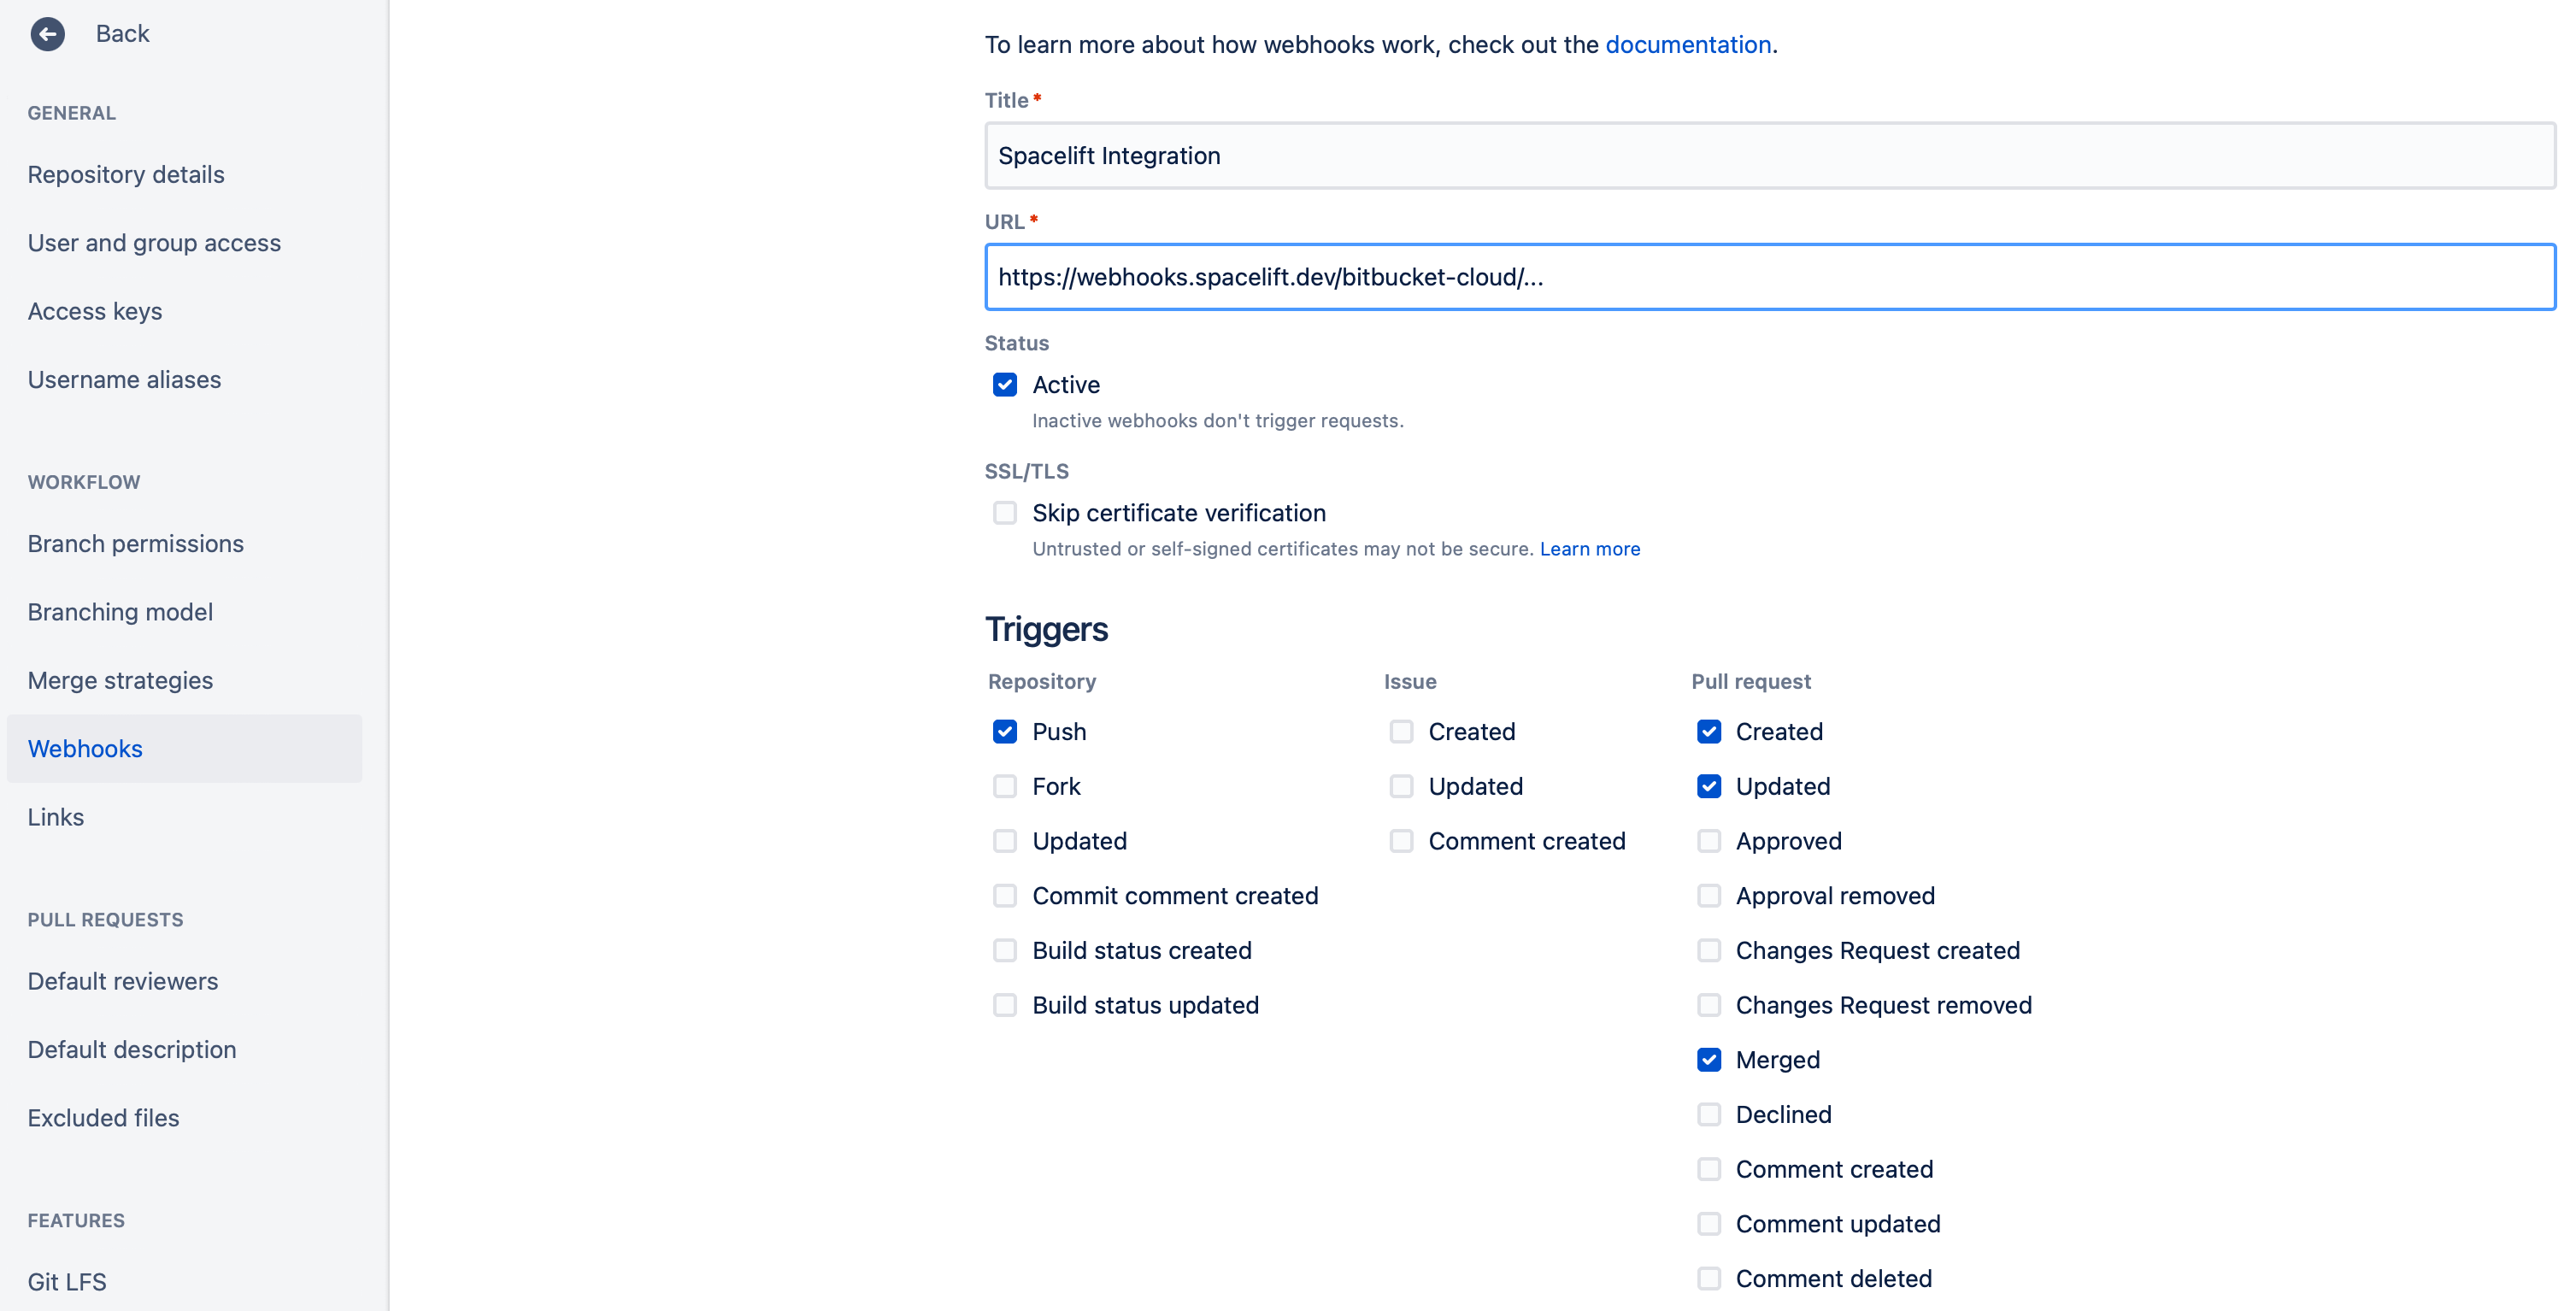 Back
GENERAL
Repository details
User and group access
Access keys
Username aliases
WORKFLOW
Branch permissions
Branching model
Merge strategies
Webhooks
Links
PULL REQUESTS
Default reviewers
Default description
Excluded files
FEATURES
Git LFS
To learn more about how webhooks work, check out the documentation.
Title*
Spacelift Integration
URL*
https://webhooks.spacelift.dev/bitbucket-cloud/...
Status
Active
Inactive webhooks don't trigger requests.
SSL/TLS
Skip certificate verification
Untrusted or self-signed certificates may not be secure. Learn more
Triggers
Repository
Push
Fork
Updated
Commit comment created
Build status created
Build status updated
Issue
Created
Updated
Comment created
Pull request
Created
Updated
Approved
Approval removed
Changes Request created
Changes Request removed
Merged
Declined
Comment created
Comment updated
Comment deleted